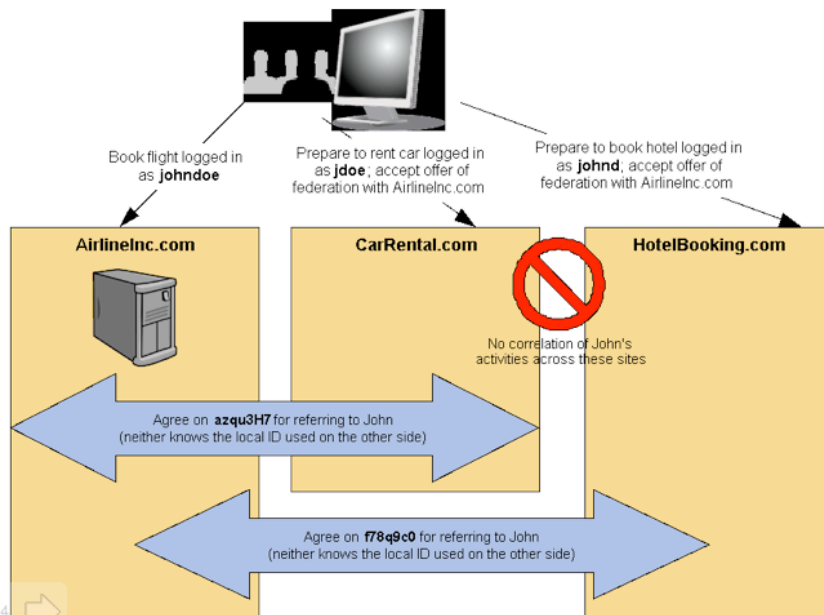 Book flight logged in
as johndoe
Prepare to rent car logged in
as jdoe; accept offer of
federation with AirlineInc.com
Prepare to book hotel logged in
as johnd; accept offer of
federation with AirlineInc.com
AirlineInc.com
CarRental.com
HotelBooking.com
No correlation of John's
activities across these sites
Agree on azqu3H7 for referring to John
(neither knows the local ID used on the other side)
Agree on f78q9c0 for referring to John
(neither knows the local ID used on the other side)
4